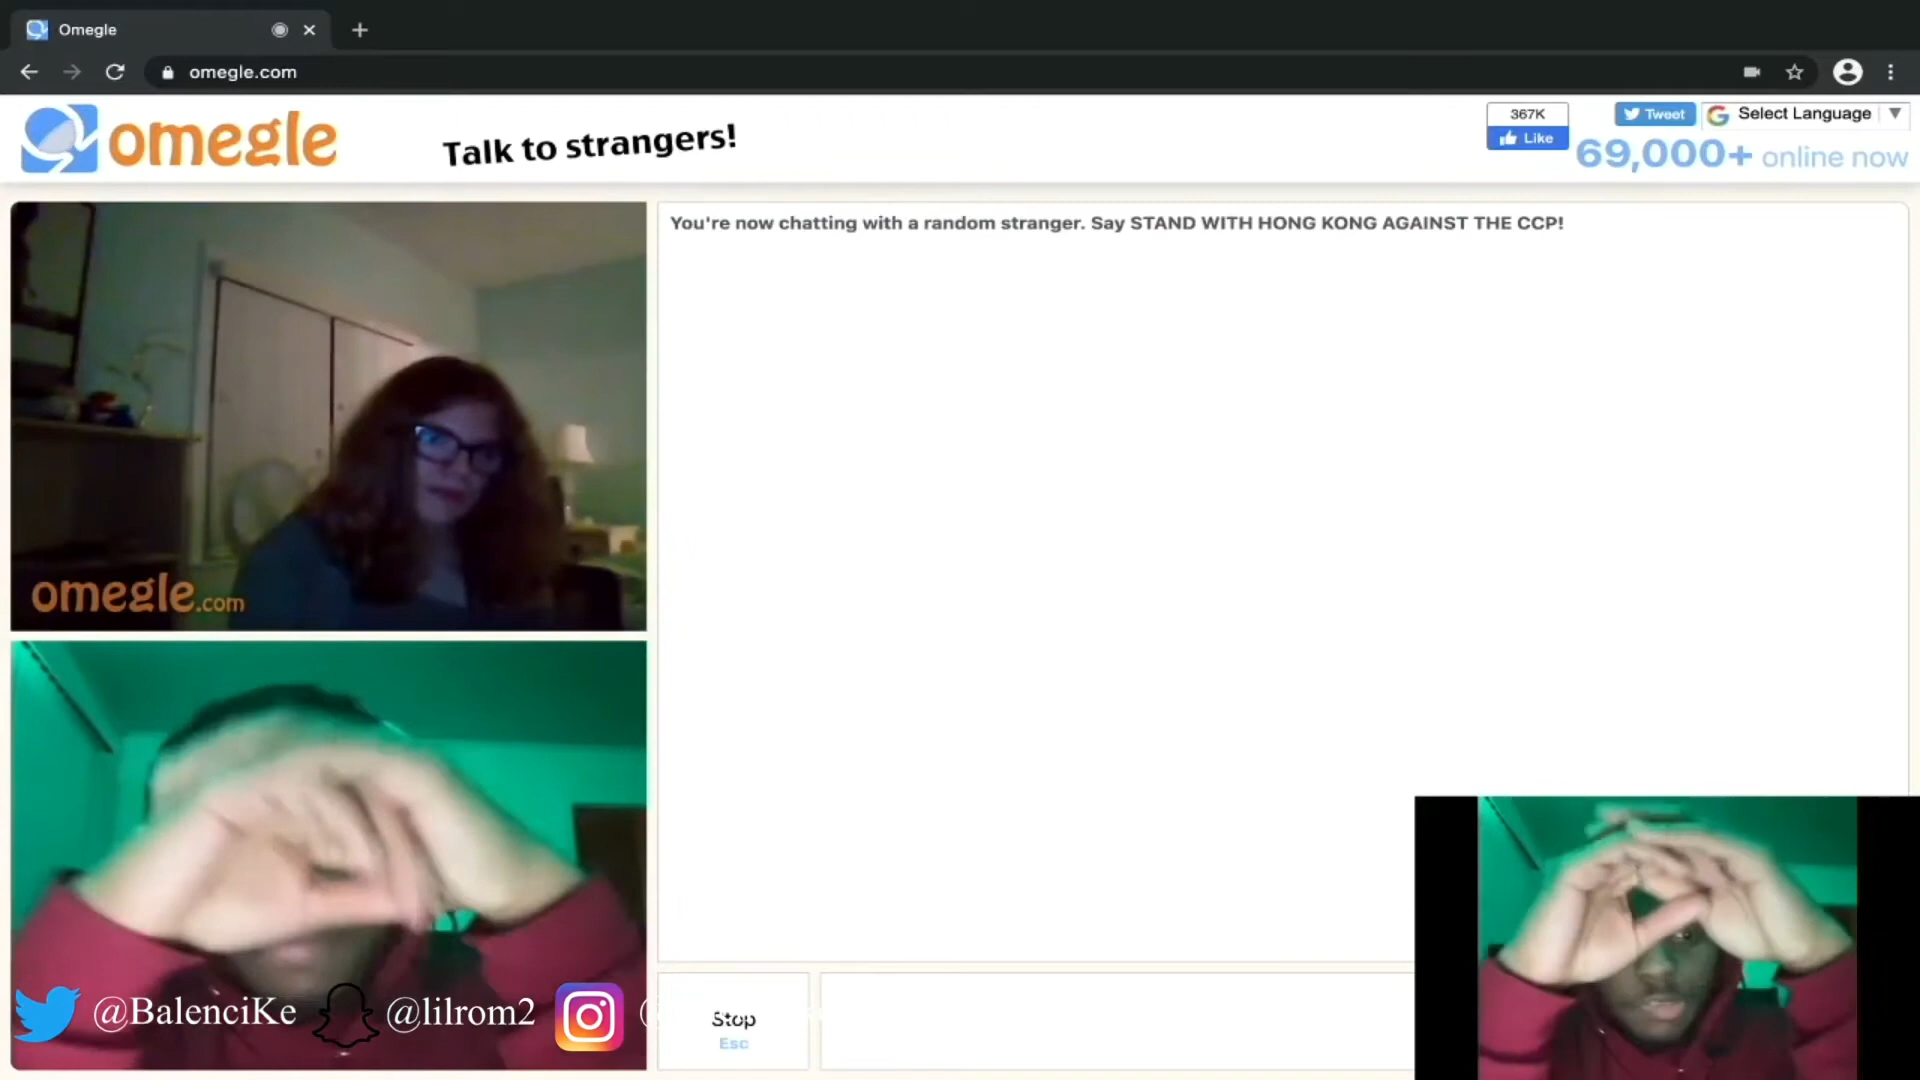 Omegle
omegle.com
omegle
Talk to strangers!
367K
Like
Tweet
Select Language
69,000+ online now
You're now chatting with a random stranger. Say STAND WITH HONG KONG AGAINST THE CCP!
omegle.com
@BalenciKe
@lilrom2
Stop
Esc